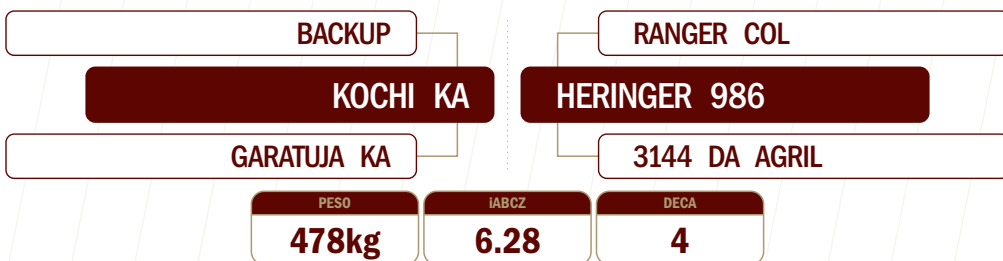 BACKUP
RANGER COL
KOCHI KA
HERINGER 986
GARATUJA KA
3144 DA AGRIL
PESO
iABCZ
DECA
478kg
6.28
4